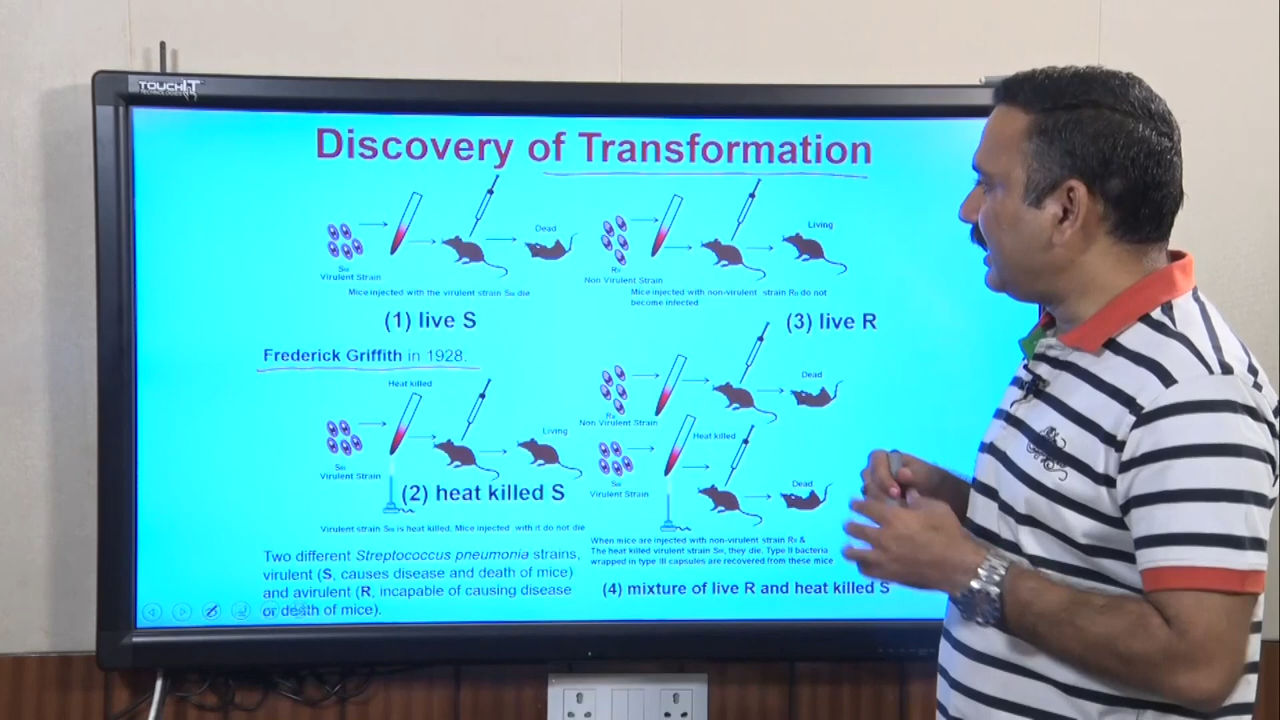 TOUCHIT
TECHNOLOGIES
Discovery of Transformation
Dead
SIII
Virulent Strain
Mice injected with the virulent strain SIII die
(1) live S
Living
RII
Non Virulent Strain
Mice injected with non-virulent strain RII do not
become infected
(3) live R
Frederick Griffith in 1928.
Heat killed
Living
SIII
Virulent Strain
(2) heat killed S
Virulent strain SIII is heat killed, Mice injected with it do not die
Two different Streptococcus pneumonia strains,
virulent (S, causes disease and death of mice)
and avirulent (R, incapable of causing disease
or death of mice).
Dead
RII
Non Virulent Strain
Heat killed
SIII
Virulent Strain
Dead
When mice are injected with non-virulent strain RII &
The heat killed virulent strain SIII, they die. Type II bacteria
wrapped in type III capsules are recovered from these mice
(4) mixture of live R and heat killed S